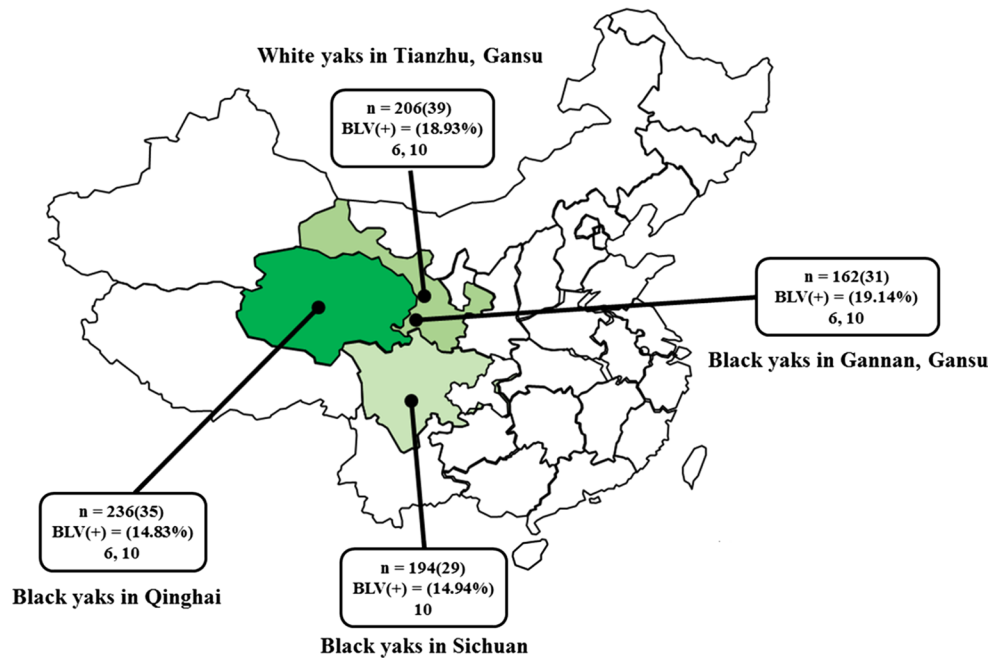 White yaks in Tianzhu, Gansu
n = 206(39)
BLV(+) = (18.93%)
6, 10
n = 162(31)
BLV(+) = (19.14%)
6, 10
Black yaks in Gannan, Gansu
n = 236(35)
BLV(+) = (14.83%)
6, 10
Black yaks in Qinghai
n = 194(29)
BLV(+) = (14.94%)
10
Black yaks in Sichuan